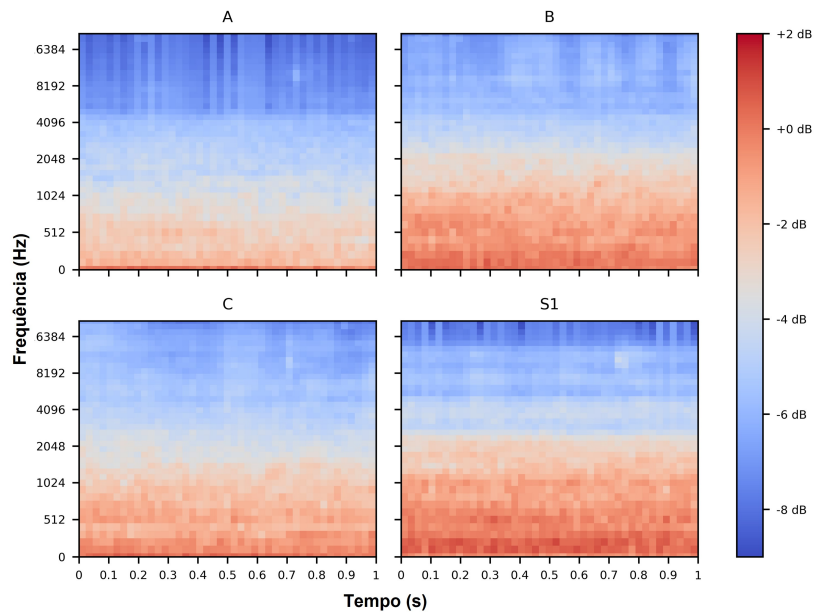 A
B
6384
8192
4096
2048
1024
512
0
+2 dB
+0 dB
-2 dB
-4 dB
-6 dB
-8 dB
C
S1
6384
8192
4096
2048
1024
512
0
0 0.1 0.2 0.3 0.4 0.5 0.6 0.7 0.8 0.9 1
0 0.1 0.2 0.3 0.4 0.5 0.6 0.7 0.8 0.9 1
Frequência (Hz)
Tempo (s)